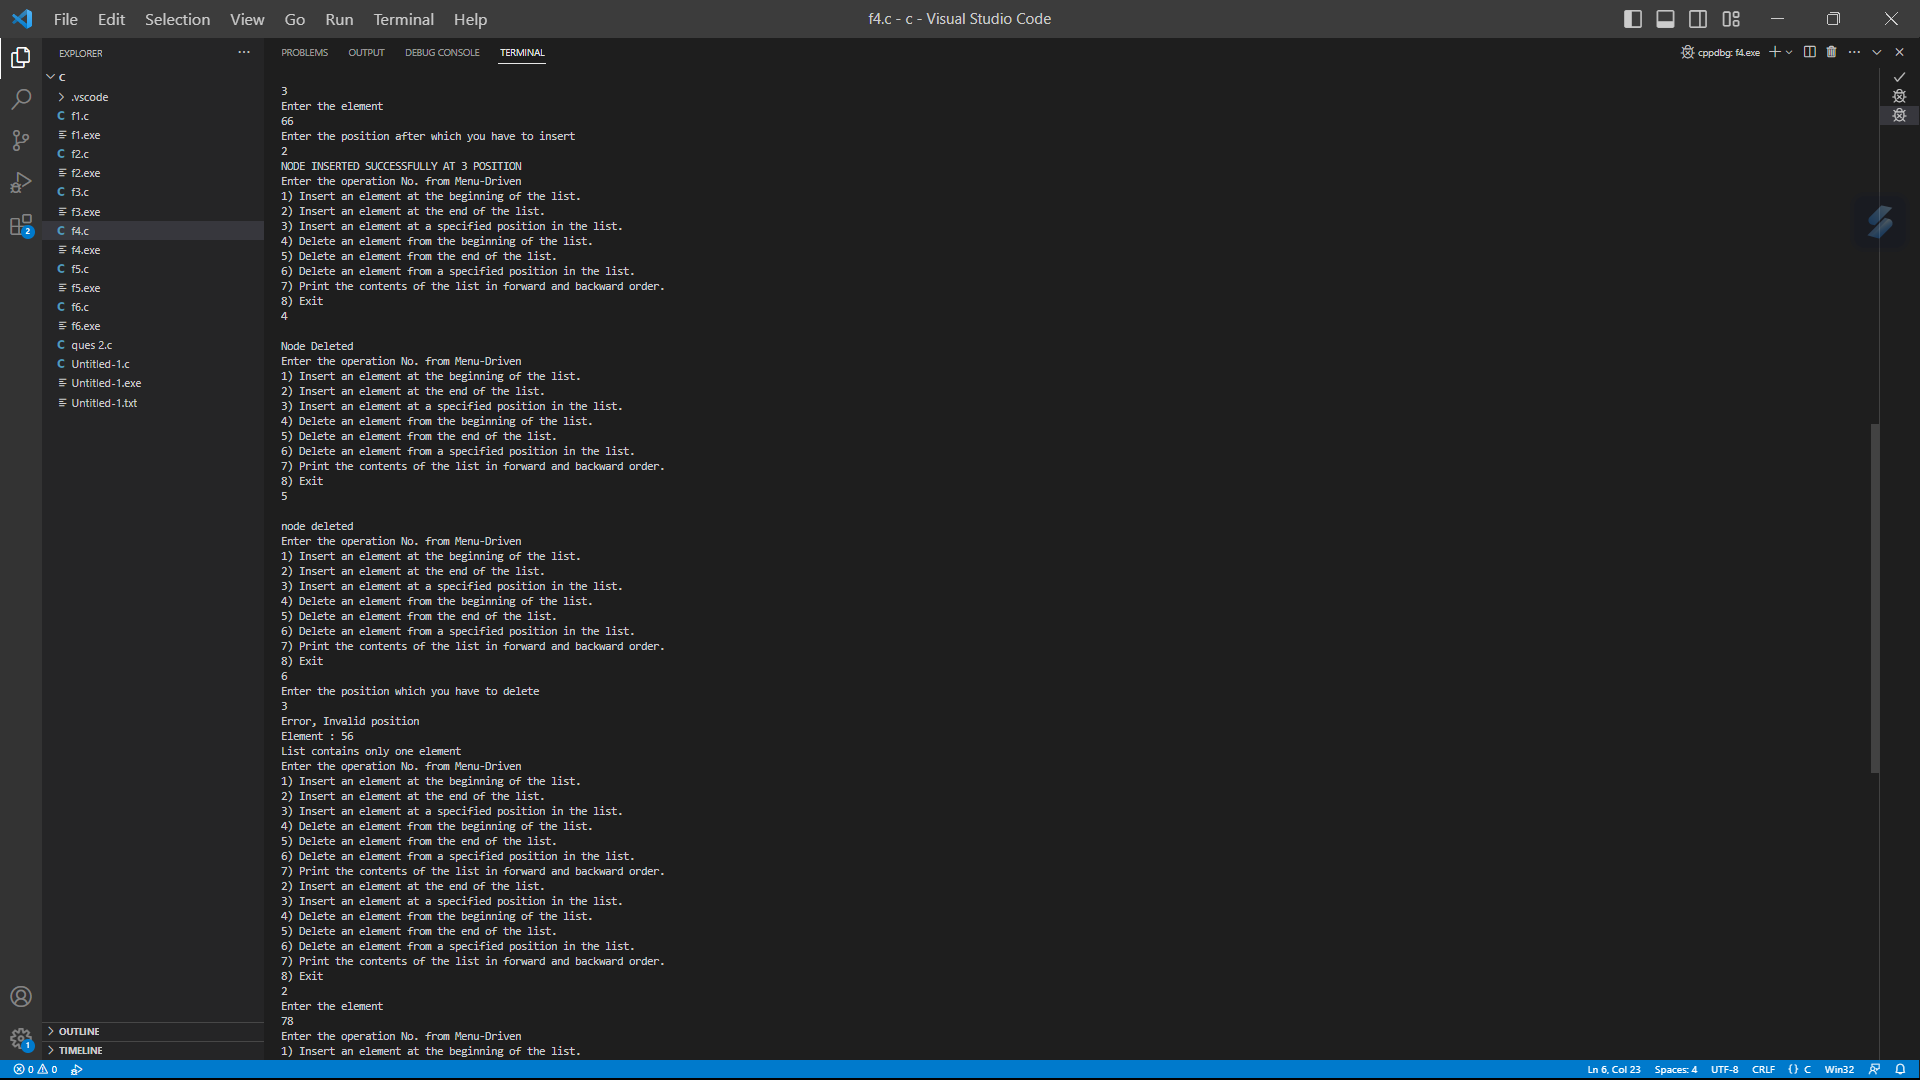 File Edit Selection View Go Run Terminal Help
f4.c - c - Visual Studio Code
EXPLORER
C
.vscode
f1.c
f1.exe
f2.c
f2.exe
f3.c
f3.exe
f4.c
f4.exe
f5.c
f5.exe
f6.c
f6.exe
ques 2.c
Untitled-1.c
Untitled-1.exe
Untitled-1.txt
OUTLINE
TIMELINE
2
1
PROBLEMS OUTPUT DEBUG CONSOLE TERMINAL
cppdbg: f4.exe
3
Enter the element
66
Enter the position after which you have to insert
2
NODE INSERTED SUCCESSFULLY AT 3 POSITION
Enter the operation No. from Menu-Driven
1) Insert an element at the beginning of the list.
2) Insert an element at the end of the list.
3) Insert an element at a specified position in the list.
4) Delete an element from the beginning of the list.
5) Delete an element from the end of the list.
6) Delete an element from a specified position in the list.
7) Print the contents of the list in forward and backward order.
8) Exit
4
Node Deleted
Enter the operation No. from Menu-Driven
1) Insert an element at the beginning of the list.
2) Insert an element at the end of the list.
3) Insert an element at a specified position in the list.
4) Delete an element from the beginning of the list.
5) Delete an element from the end of the list.
6) Delete an element from a specified position in the list.
7) Print the contents of the list in forward and backward order.
8) Exit
5
node deleted
Enter the operation No. from Menu-Driven
1) Insert an element at the beginning of the list.
2) Insert an element at the end of the list.
3) Insert an element at a specified position in the list.
4) Delete an element from the beginning of the list.
5) Delete an element from the end of the list.
6) Delete an element from a specified position in the list.
7) Print the contents of the list in forward and backward order.
8) Exit
6
Enter the position which you have to delete
3
Error, Invalid position
Element : 56
List contains only one element
Enter the operation No. from Menu-Driven
1) Insert an element at the beginning of the list.
2) Insert an element at the end of the list.
3) Insert an element at a specified position in the list.
4) Delete an element from the beginning of the list.
5) Delete an element from the end of the list.
6) Delete an element from a specified position in the list.
7) Print the contents of the list in forward and backward order.
2) Insert an element at the end of the list.
3) Insert an element at a specified position in the list.
4) Delete an element from the beginning of the list.
5) Delete an element from the end of the list.
6) Delete an element from a specified position in the list.
7) Print the contents of the list in forward and backward order.
8) Exit
2
Enter the element
78
Enter the operation No. from Menu-Driven
1) Insert an element at the beginning of the list.
0 0
Ln 6, Col 23 Spaces: 4 UTF-8 CRLF {} C Win32